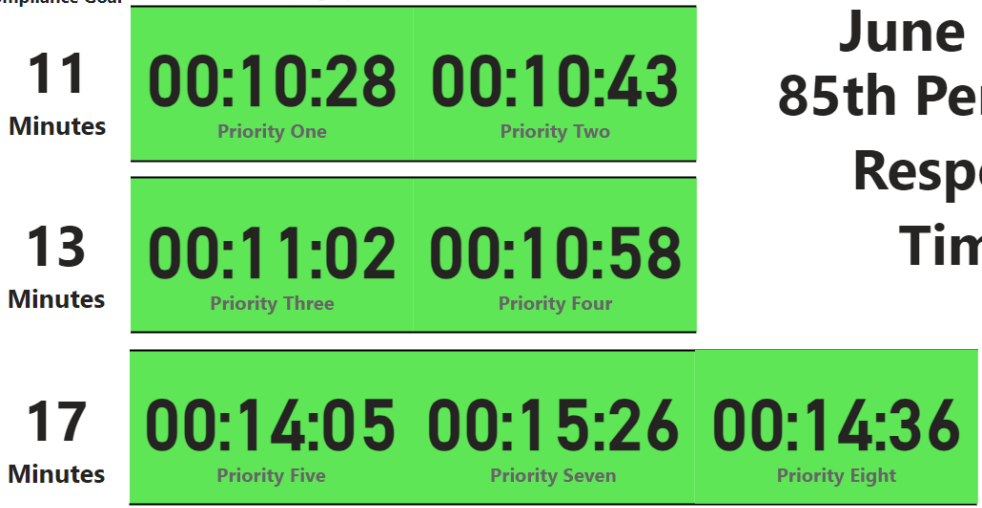 11
Minutes
00:10:28 00:10:43
Priority One Priority Two
13
Minutes
00:11:02 00:10:58
Priority Three Priority Four
17
Minutes
00:14:05 00:15:26 00:14:36
Priority Five Priority Seven Priority Eight
June
85th